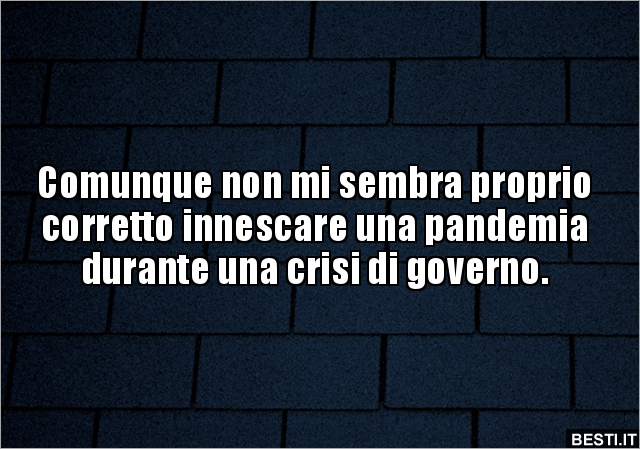 Comunque non mi sembra proprio
corretto innescare una pandemia
durante una crisi di governo.
BESTI.IT